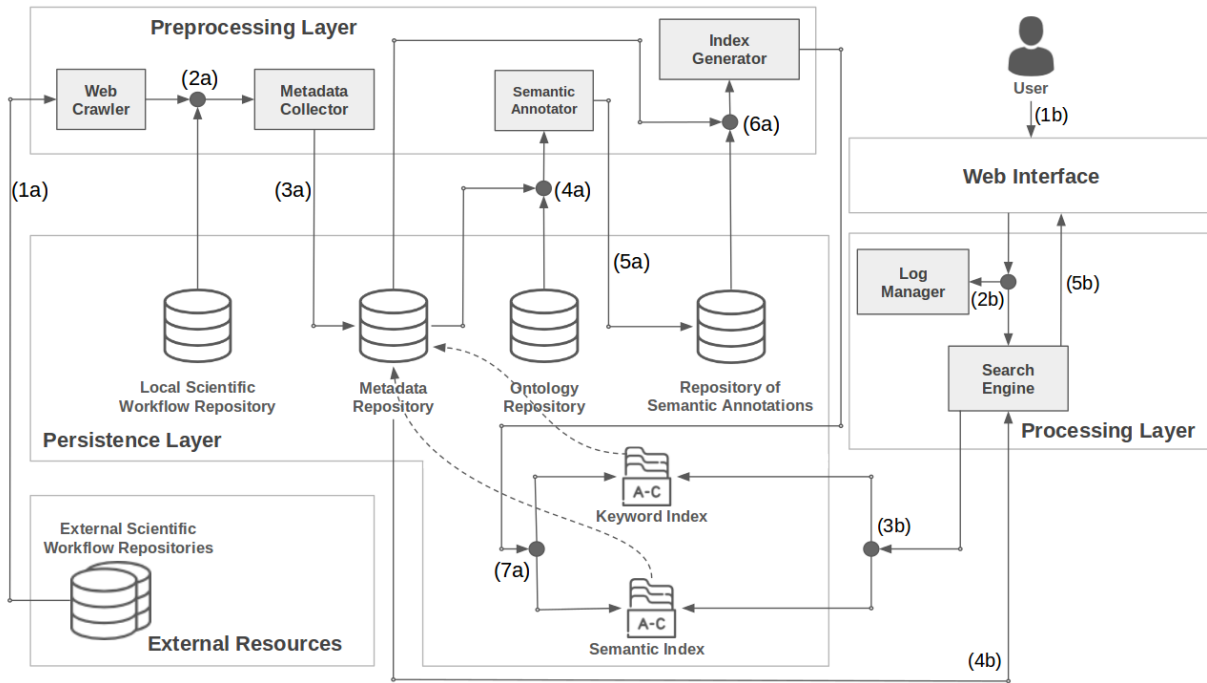 Preprocessing Layer
Web
Crawler
(2a)
Metadata
Collector
Semantic
Annotator
Index
Generator
(6a)
User
(1b)
(1a)
(3a)
(4a)
Web Interface
(5a)
Log
Manager
(2b)
(5b)
Search
Engine
Processing Layer
Local Scientific
Workflow Repository
Metadata
Repository
Ontology
Repository
Repository of
Semantic Annotations
Persistence Layer
A-C
Keyword Index
(3b)
(7a)
A-C
Semantic Index
External Scientific
Workflow Repositories
External Resources
(4b)